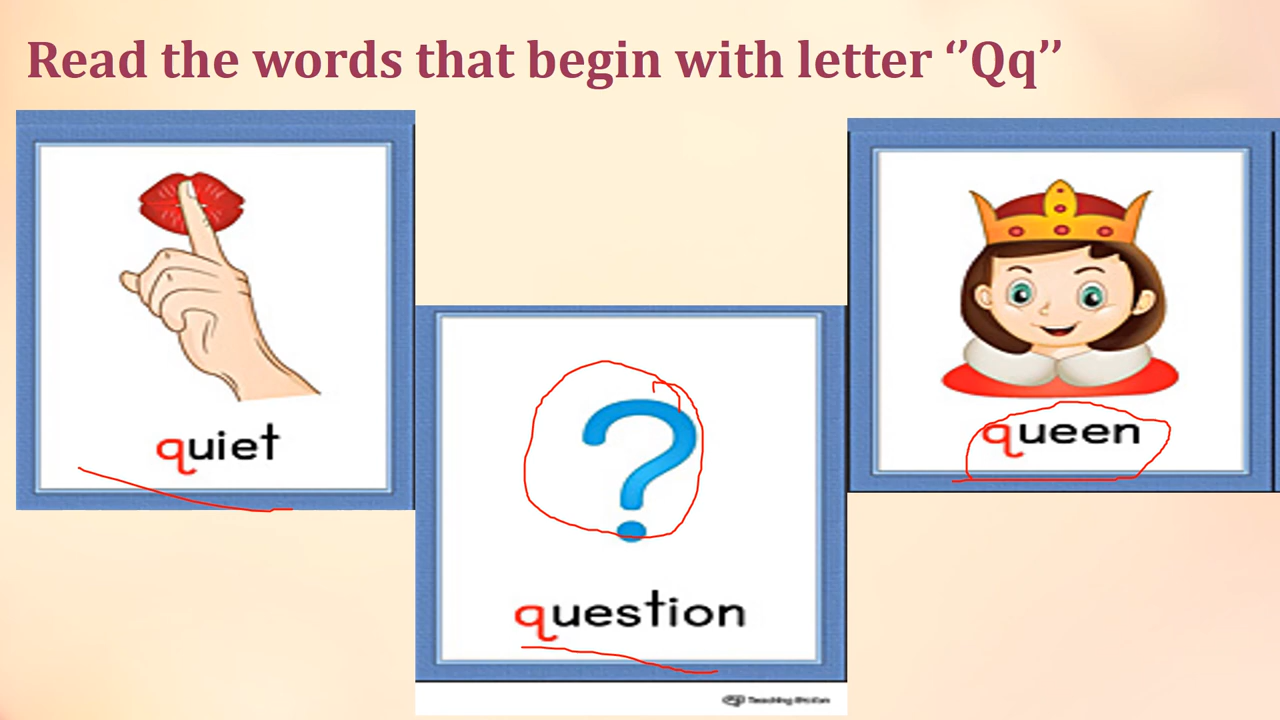 Read the words that begin with letter ‘’Qq’’
quiet
queen
question